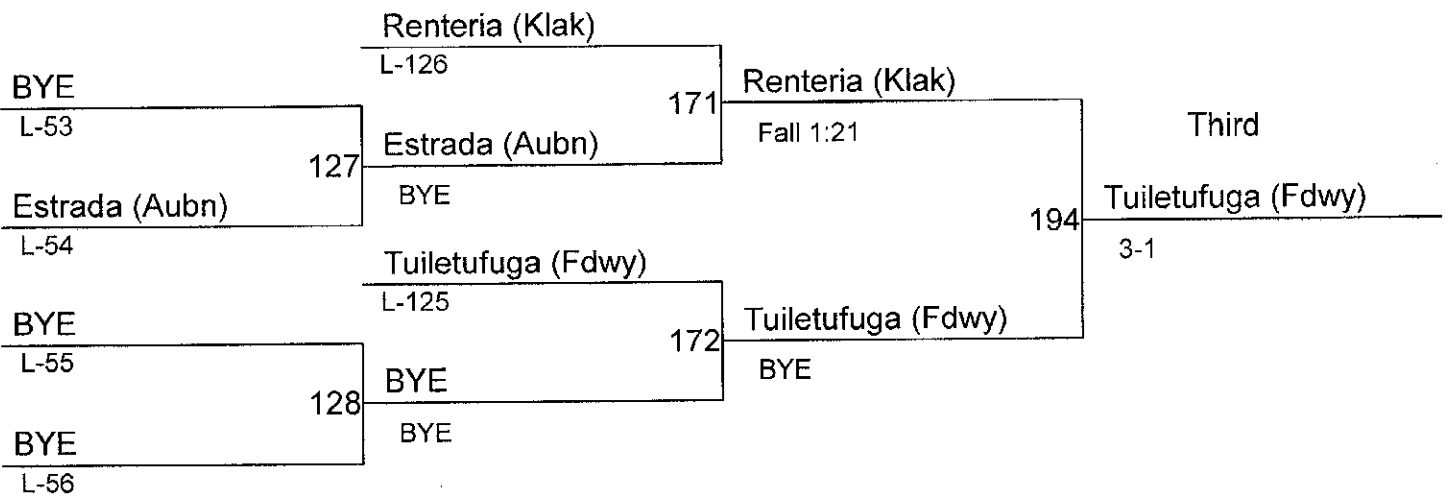 Renteria (Klak)
L-126
BYE
L-53
171
Renteria (Klak)
Fall 1:21
Third
127
Estrada (Aubn)
BYE
Estrada (Aubn)
L-54
194
Tuiletufuga (Fdwy)
3-1
Tuiletufuga (Fdwy)
L-125
BYE
L-55
172
Tuiletufuga (Fdwy)
BYE
128
BYE
BYE
BYE
L-56